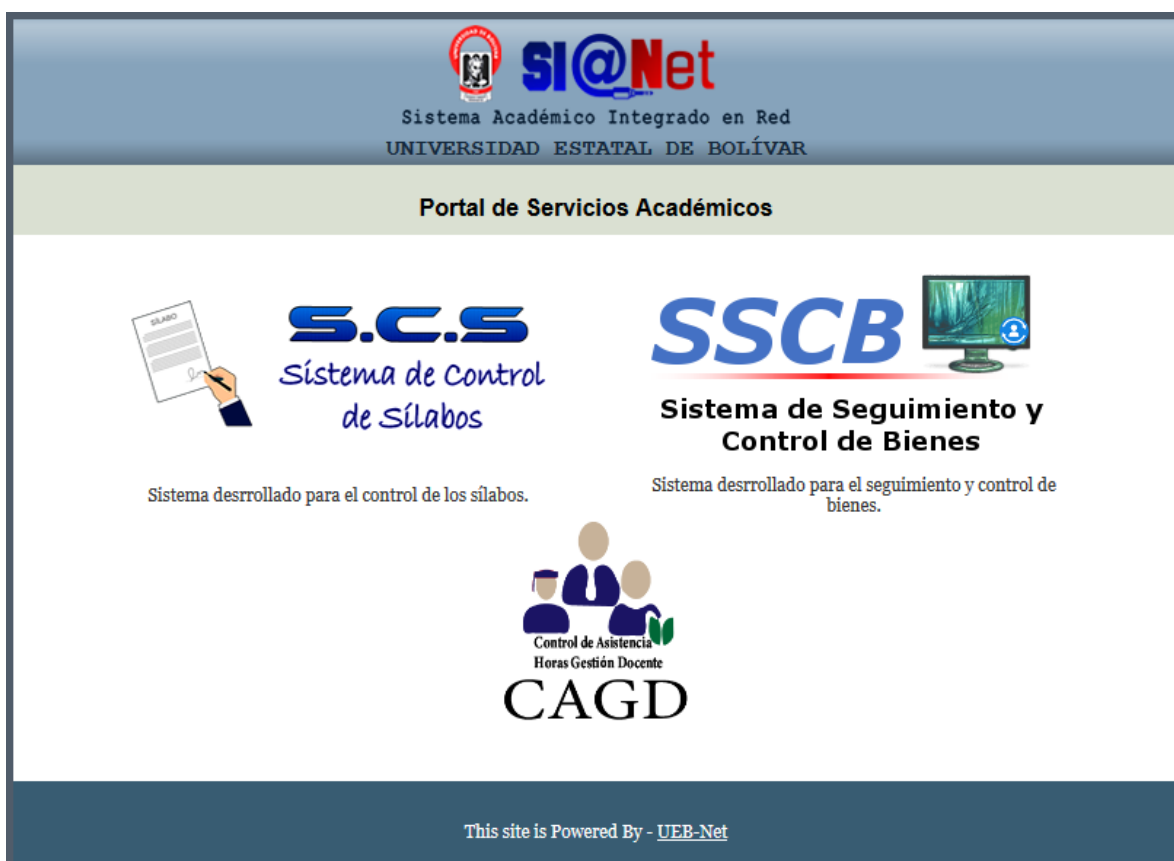 SI@Net
Sistema Académico Integrado en Red
UNIVERSIDAD ESTATAL DE BOLÍVAR
Portal de Servicios Académicos
SÍLABO
S.C.S
Sistema de Control
de Sílabos
Sistema desrrollado para el control de los sílabos.
SSCB
Sistema de Seguimiento y
Control de Bienes
Sistema desrrollado para el seguimiento y control de
bienes.
Control de Asistencia
Horas Gestión Docente
CAGD
This site is Powered By - UEB-Net